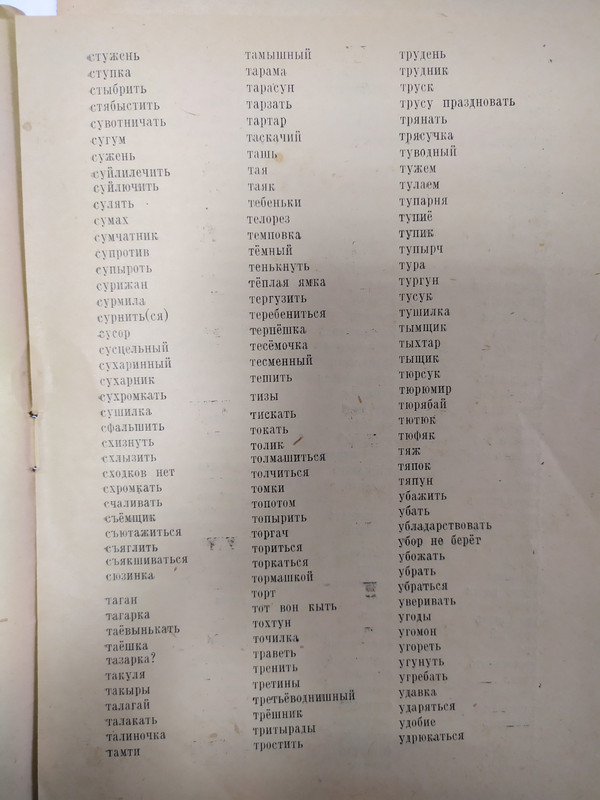 стужень
ступка
стыбрить
стябыстить
сувотничать
сугум
сужень
суйлилечить
суйлючить
сулять
сумах
сумчатник
супротив
супыроть
сурижан
сурмила
сурнить(ся)
сусор
сусцельный
сухаринный
сухарник
сухромкать
сушилка
сфальшить
схизнуть
схлызить
сходков нет
схромкать
счаливать
съёмщик
съютажиться
съяглить
съякшиваться
сюзинка
таган
тагарка
таёвынькать
таёшка
тазарка?
такуля
такыры
талагай
талакать
талиночка
тамти
тамышный
тарама
тарасун
тарзать
тартар
таскачий
ташь
тая
таяк
тебеньки
телорез
темповка
тёмный
тенькнуть
тёплая ямка
тергузить
теребениться
терпёшка
тесёмочка
тесменный
тешить
тизы
тискать
токать
толик
толмашиться
толчиться
томки
топотом
топырить
торгач
ториться
торкаться
тормашкой
торт
тот вон кыть
тохтун
точилка
траветь
тренить
третины
третьёводнишный
трёшник
тритырады
тростить
трудень
трудник
труск
трусу праздновать
трянать
трясучка
туводный
тужем
тулаем
тупарня
тупиё
тупик
тупырч
тура
тургун
тусук
тушилка
тымщик
тыхтар
тыщик
тюрсук
тюрюмир
тюрябай
тютюк
тюфяк
тяж
тяпок
тяпун
убажить
убать
убладарствовать
убор не берёг
убожать
убрать
убраться
уверивать
угоды
угомон
угореть
угунуть
угребать
удавка
ударяться
удобие
удрюкаться